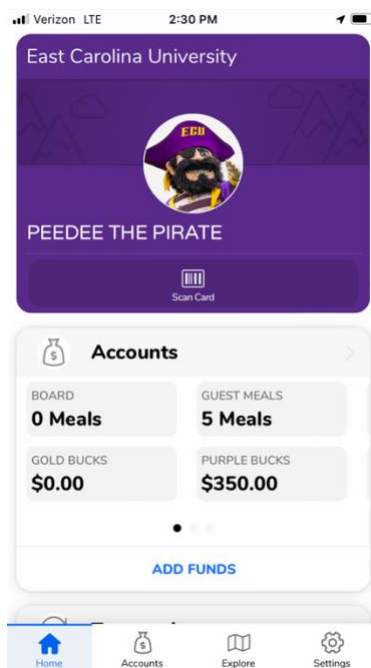 Verizon LTE 2:30 PM
East Carolina University
ECU
PEEDEE THE PIRATE
Scan Card
$ Accounts
BOARD GUEST MEALS
0 Meals 5 Meals
GOLD BUCKS PURPLE BUCKS
$0.00 $350.00
ADD FUNDS
Home Accounts Explore Settings